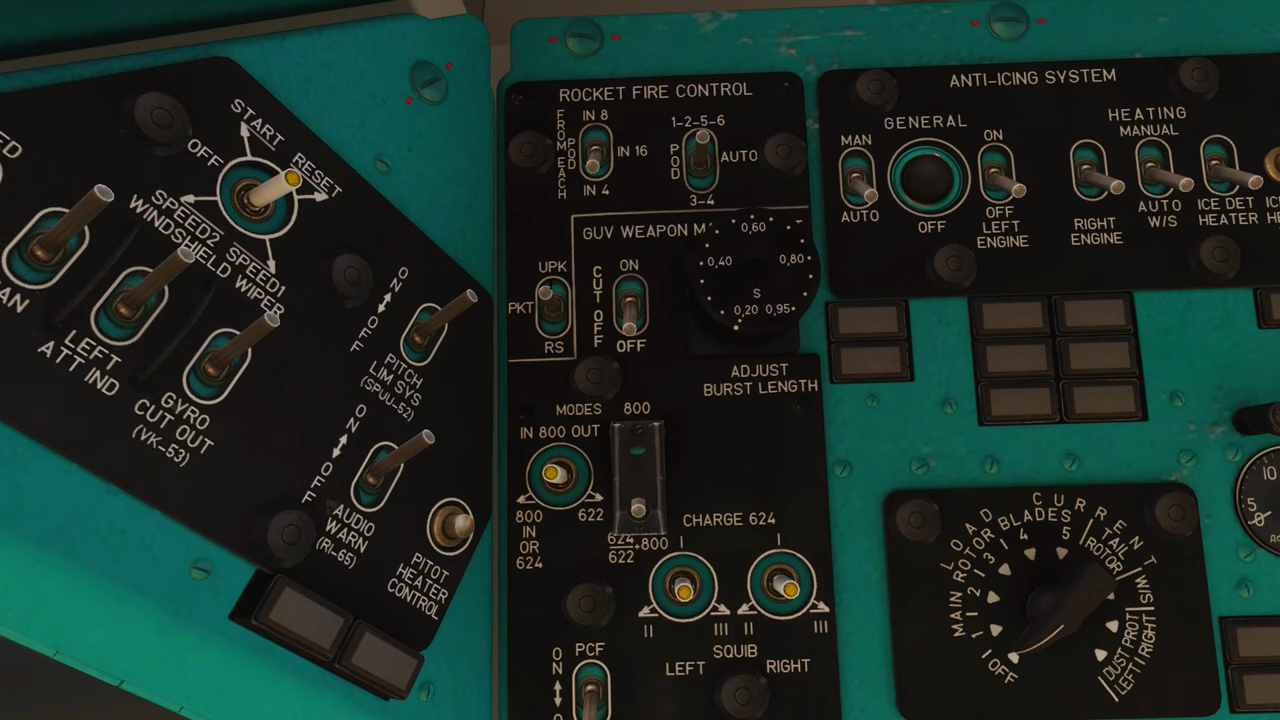 START
OFF
RESET
SPEED2 SPEED1
WINDSHIELD WIPER
LEFT
ATT IND
GYRO
CUT OUT
(VK-53)
ON
OFF
PITCH
LIM SYS
(SPUU-52)
ON
OFF
AUDIO
WARN
(RI-65)
PITOT
HEATER
CONTROL
ROCKET FIRE CONTROL
FROM EACH
POD
IN 8
IN 16
IN 4
1-2-5-6
POD
AUTO
3-4
GUV WEAPON M
UPK
PKT
RS
CUT OFF
ON
OFF
0,60
0,40
0,80
S
0,20 0,95
ADJUST
BURST LENGTH
MODES
800
IN 800 OUT
800
IN
OR
624
622
624
622 +800
CHARGE 624
I
II
III
I
II
III
SQUIB
LEFT
RIGHT
PCF
ON
ANTI-ICING SYSTEM
MAN
AUTO
GENERAL
OFF
ON
OFF
LEFT
ENGINE
HEATING
MANUAL
RIGHT
ENGINE
AUTO
W/S
ICE DET
HEATER
LOAD CURRENT
MAIN ROTOR BLADES
1 2 3 4 5
TAIL
ROTOR
W/S
DUST PROT
LEFT RIGHT
OFF
10
5
0